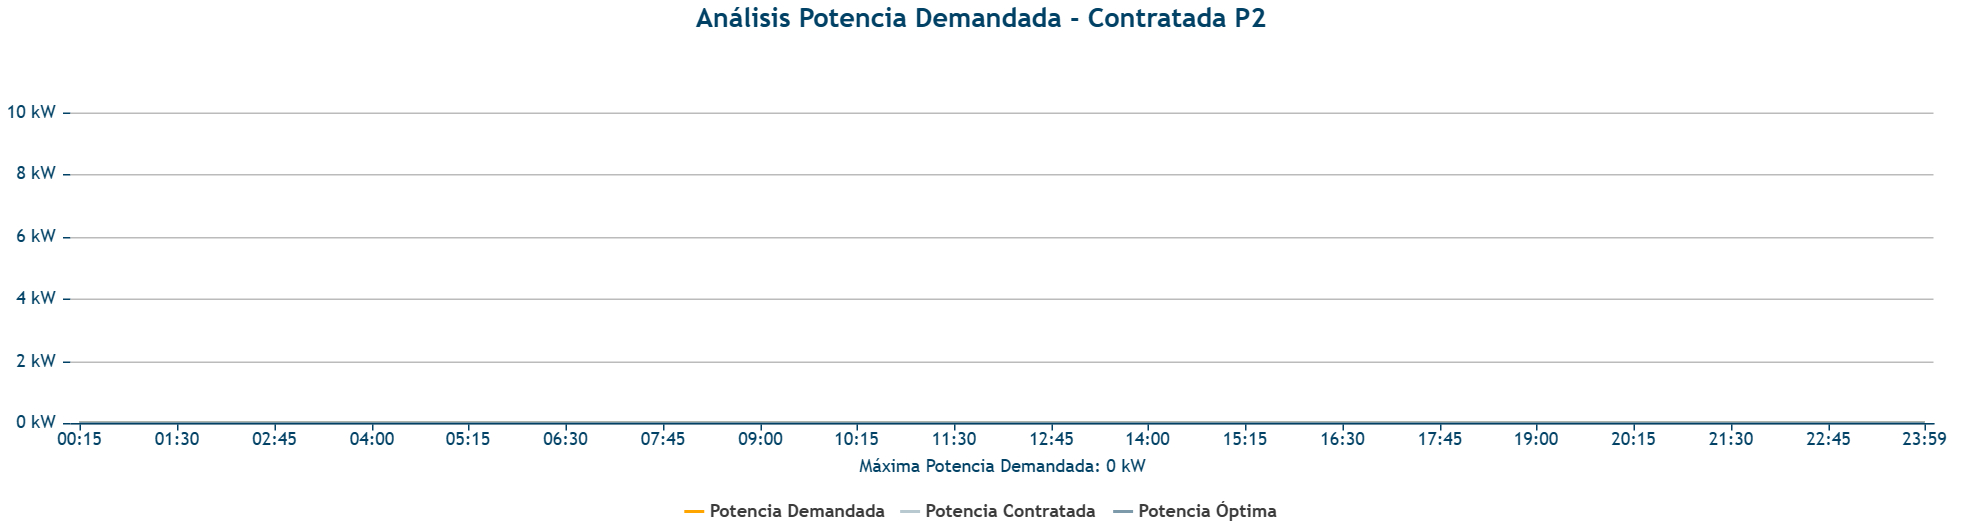 Análisis Potencia Demandada - Contratada P2
10 kW
8 kW
6 kW
4 kW
2 kW
0 kW
00:15 01:30 02:45 04:00 05:15 06:30 07:45 09:00 10:15 11:30 12:45 14:00 15:15 16:30 17:45 19:00 20:15 21:30 22:45 23:59
Máxima Potencia Demandada: 0 kW
Potencia Demandada Potencia Contratada Potencia Óptima